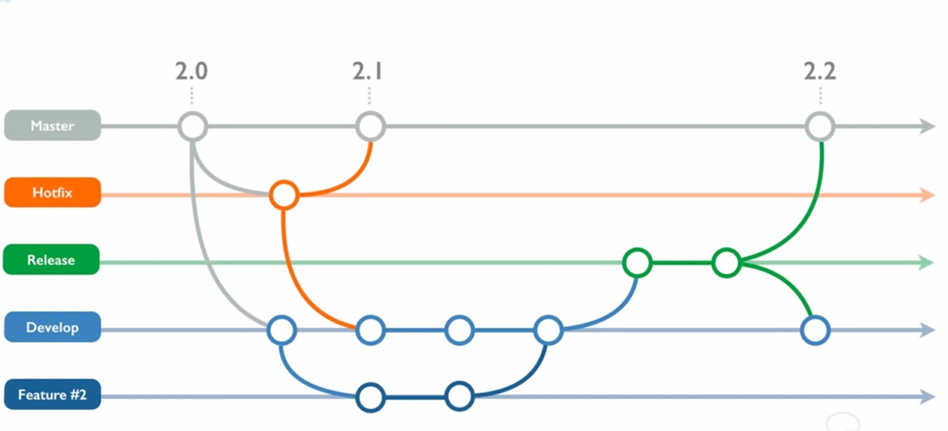 2.0
2.1
2.2
Master
Hotfix
Release
Develop
Feature #2